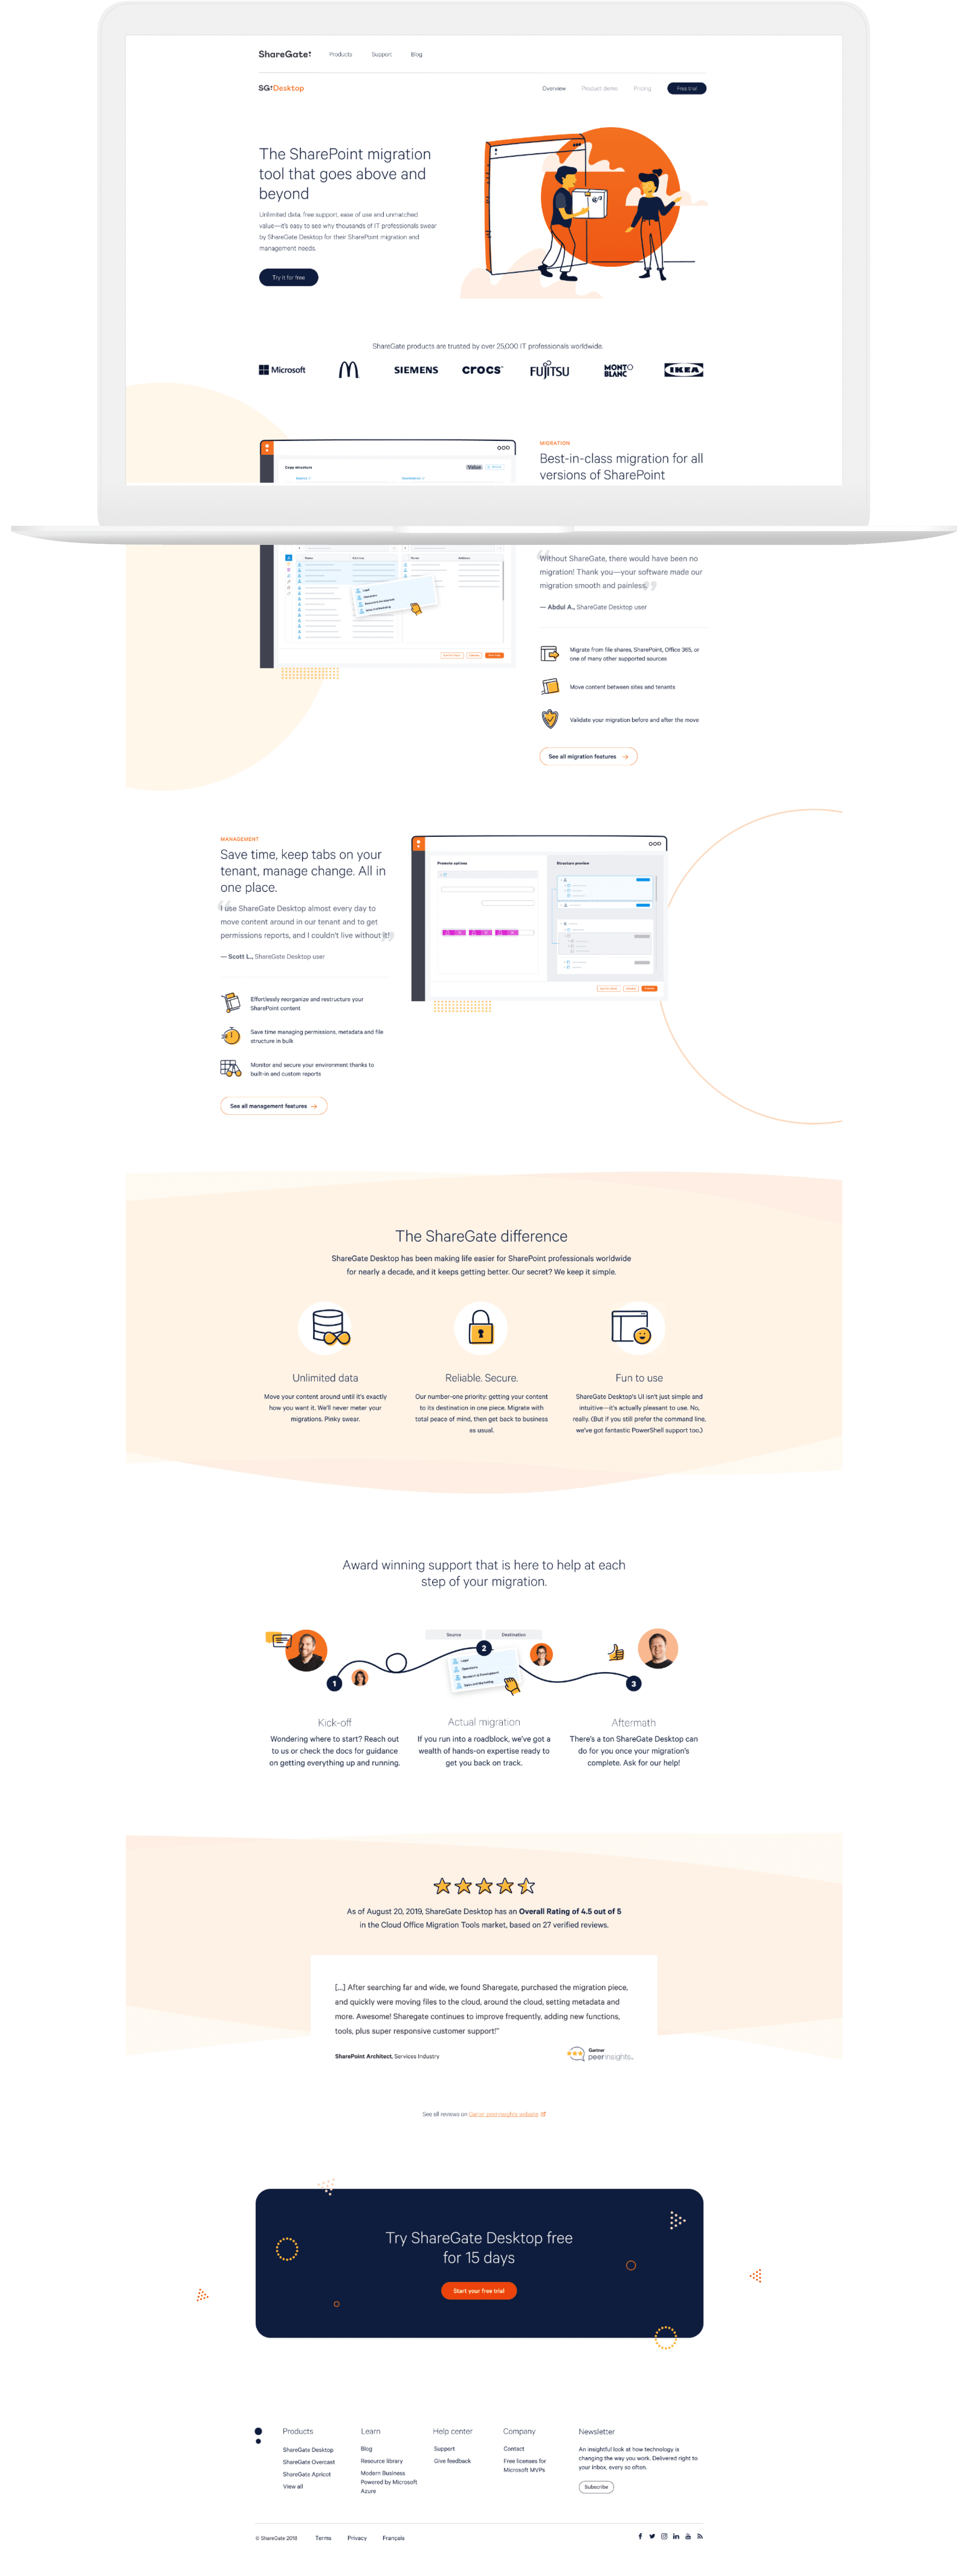 ShareGate
Products
Support
Blog
SG Desktop
Overview
Product demo
Pricing
Free trial
The SharePoint migration
tool that goes above and
beyond
Unlimited data, free support, ease of use and unmatched
value—it's easy to see why thousands of IT professionals swear
by ShareGate Desktop for their SharePoint migration and
management needs.
Try it for free
ShareGate products are trusted by over 25,000 IT professionals worldwide.
Microsoft
SIEMENS
crocs
FUJITSU
MONT
BLANC
IKEA
Copy structure
Value
MIGRATION
Best-in-class migration for all
versions of SharePoint
“Without ShareGate, there would have been no
migration! Thank you—your software made our
migration smooth and painless.”
— Abdul A., ShareGate Desktop user
Migrate from file shares, SharePoint, Office 365, or
one of many other supported sources
Move content between sites and tenants
Validate your migration before and after the move
See all migration features →
MANAGEMENT
Save time, keep tabs on your
tenant, manage change. All in
one place.
“I use ShareGate Desktop almost every day to
move content around in our tenant and to get
permissions reports, and I couldn't live without it!”
— Scott L., ShareGate Desktop user
Effortlessly reorganize and restructure your
SharePoint content
Save time managing permissions, metadata and file
structure in bulk
Monitor and secure your environment thanks to
built-in and custom reports
See all management features →
Promote options
Structure preview
The ShareGate difference
ShareGate Desktop has been making life easier for SharePoint professionals worldwide
for nearly a decade, and it keeps getting better. Our secret? We keep it simple.
Unlimited data
Move your content around until it's exactly
how you want it. We'll never meter your
migrations. Pinky swear.
Reliable. Secure.
Our number-one priority: getting your content
to its destination in one piece. Migrate with
total peace of mind, then get back to business
as usual.
Fun to use
ShareGate Desktop's UI isn't just simple and
intuitive—it's actually pleasant to use. No,
really. (But if you still prefer the command line,
we've got fantastic PowerShell support too.)
Award winning support that is here to help at each
step of your migration.
Source
Destination
1
2
3
Legal
Operations
Research & Development
Sales and Marketing
Kick-off
Wondering where to start? Reach out
to us or check the docs for guidance
on getting everything up and running.
Actual migration
If you run into a roadblock, we've got a
wealth of hands-on expertise ready to
get you back on track.
Aftermath
There's a ton ShareGate Desktop can
do for you once your migration's
complete. Ask for our help!
As of August 20, 2019, ShareGate Desktop has an Overall Rating of 4.5 out of 5
in the Cloud Office Migration Tools market, based on 27 verified reviews.
[...] After searching far and wide, we found Sharegate, purchased the migration piece,
and quickly were moving files to the cloud, around the cloud, setting metadata and
more. Awesome! Sharegate continues to improve frequently, adding new functions,
tools, plus super responsive customer support!"
SharePoint Architect, Services Industry
Gartner
peerinsights
See all reviews on Gartner peerinsights website
Try ShareGate Desktop free
for 15 days
Start your free trial
Products
ShareGate Desktop
ShareGate Overcast
ShareGate Apricot
View all
Learn
Blog
Resource library
Modern Business
Powered by Microsoft
Azure
Help center
Support
Give feedback
Company
Contact
Free licenses for
Microsoft MVPs
Newsletter
An insightful look at how technology is
changing the way you work. Delivered right to
your inbox, every so often.
Subscribe
© ShareGate 2018
Terms
Privacy
Français